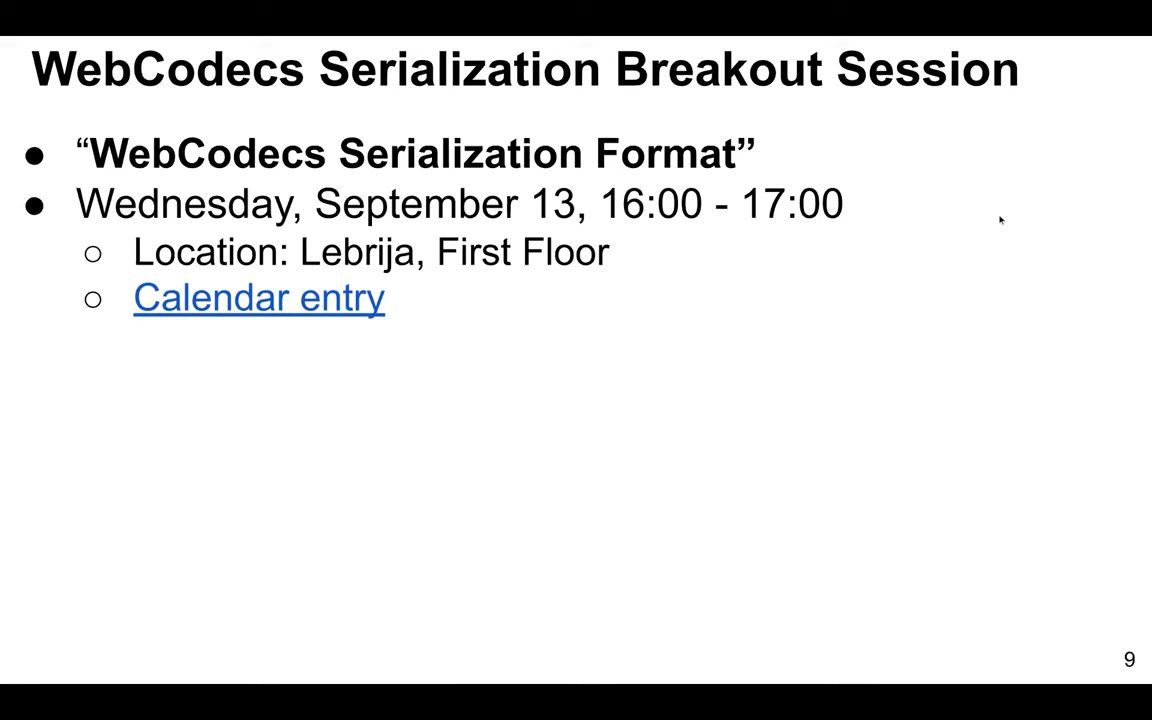 WebCodecs Serialization Breakout Session
● “WebCodecs Serialization Format”
● Wednesday, September 13, 16:00 - 17:00
○ Location: Lebrija, First Floor
○ Calendar entry
9